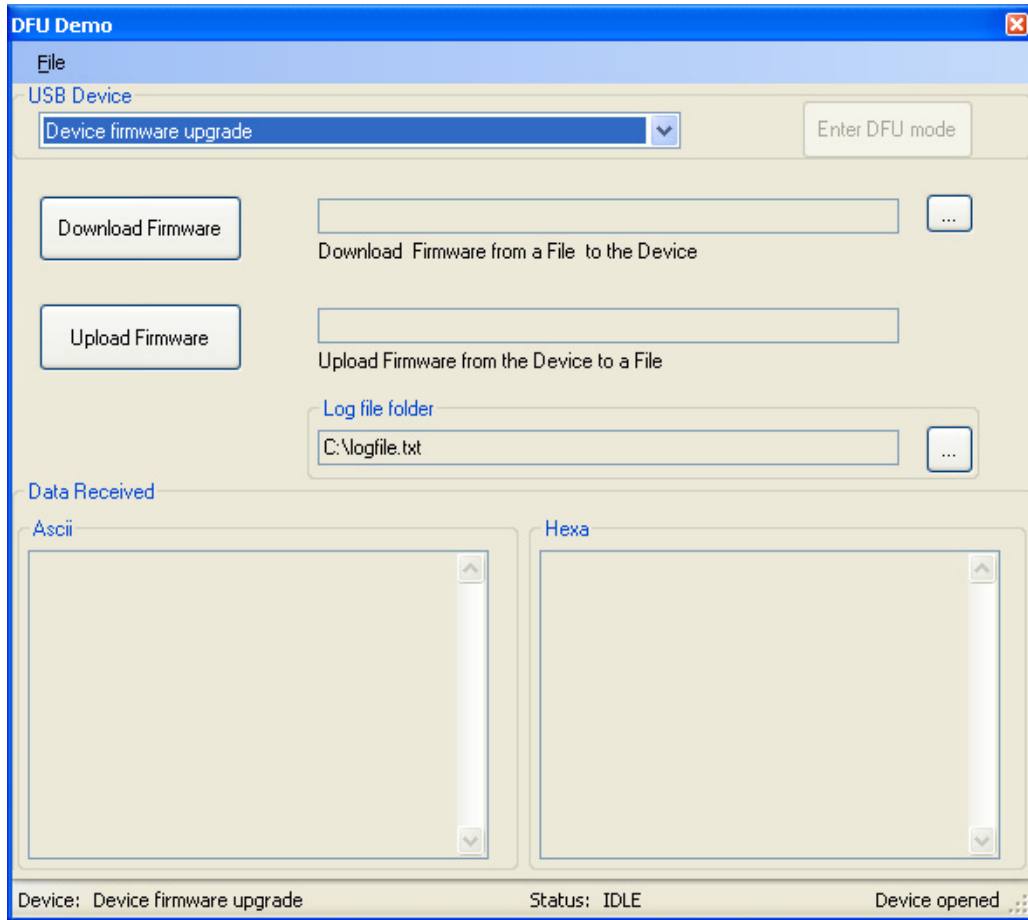 DFU Demo
File
USB Device
Device firmware upgrade
Enter DFU mode
Download Firmware
...
Download  Firmware from a File  to the Device
Upload Firmware
Upload Firmware from the Device to a File
Log file folder
C:\logfile.txt
...
Data Received
Ascii
Hexa
Device:  Device firmware upgrade
Status:  IDLE
Device opened